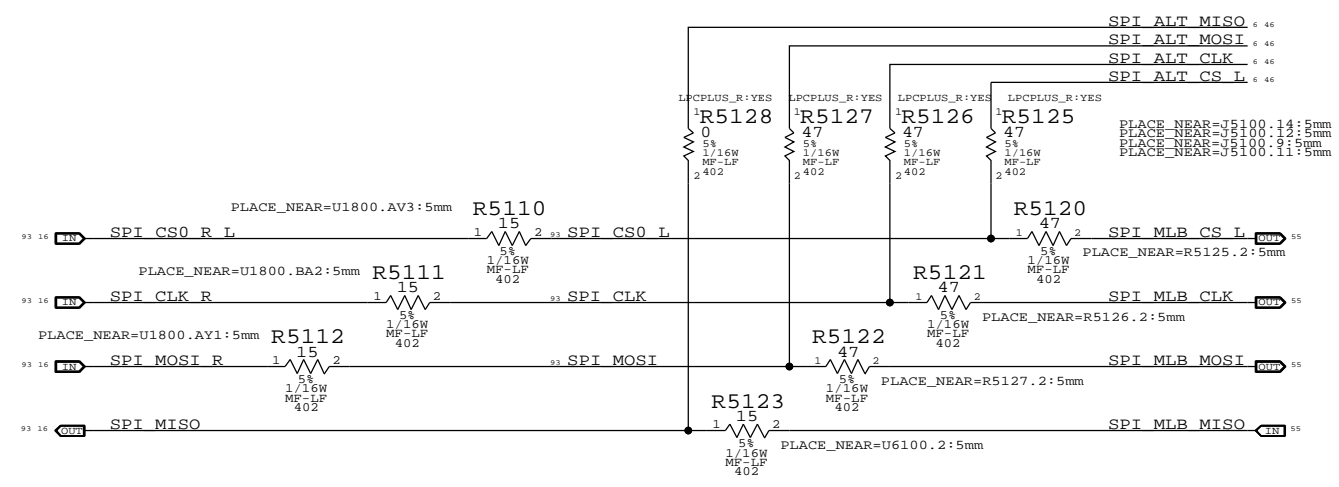 SPI_ALT_MISO 6 46
SPI_ALT_MOSI 6 46
SPI_ALT_CLK 6 46
SPI_ALT_CS_L 6 46
LPCPLUS_R:YES LPCPLUS_R:YES LPCPLUS_R:YES LPCPLUS_R:YES
1 R5128 1 R5127 1 R5126 1 R5125
0 47 47 47
5% 5% 5% 5%
1/16W 1/16W 1/16W 1/16W
MF-LF MF-LF MF-LF MF-LF
2 402 2 402 2 402 2 402
PLACE_NEAR=J5100.14:5mm
PLACE_NEAR=J5100.12:5mm
PLACE_NEAR=J5100.9:5mm
PLACE_NEAR=J5100.11:5mm
PLACE_NEAR=U1800.AV3:5mm R5110 R5120
15 47
93 16 IN SPI_CS0_R_L 1 2 93 SPI_CS0_L 1 2 SPI_MLB_CS_L OUT 55
5% 5% PLACE_NEAR=R5125.2:5mm
1/16W 1/16W
MF-LF MF-LF
402 402
PLACE_NEAR=U1800.BA2:5mm R5111 R5121
15 47
93 16 IN SPI_CLK_R 1 2 93 SPI_CLK 1 2 SPI_MLB_CLK OUT 55
5% 5% PLACE_NEAR=R5126.2:5mm
1/16W 1/16W
MF-LF MF-LF
402 402
PLACE_NEAR=U1800.AY1:5mm R5112 R5122
15 47
93 16 IN SPI_MOSI_R 1 2 93 SPI_MOSI 1 2 SPI_MLB_MOSI OUT 55
5% 5% PLACE_NEAR=R5127.2:5mm
1/16W 1/16W
MF-LF MF-LF
402 402
R5123
15
93 16 OUT SPI_MISO 1 2 SPI_MLB_MISO IN 55
5% PLACE_NEAR=U6100.2:5mm
1/16W
MF-LF
402